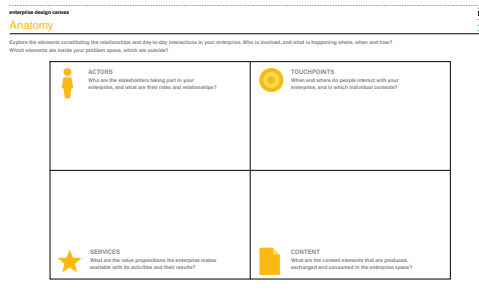 enterprise design canvas
Anatomy
Explore the elements constituting the relationships and day-to-day interactions in your enterprise. Who is involved, and what is happening where, when and how?
Which elements are inside your problem space, which are outside?
ACTORS
Who are the stakeholders taking part in your
enterprise, and what are their roles and relationships?
TOUCHPOINTS
When and where do people interact with your
enterprise, and in which individual contexts?
SERVICES
What are the value propositions the enterprise makes
available with its activities and their results?
CONTENT
What are the content elements that are produced,
exchanged and consumed in the enterprise space?